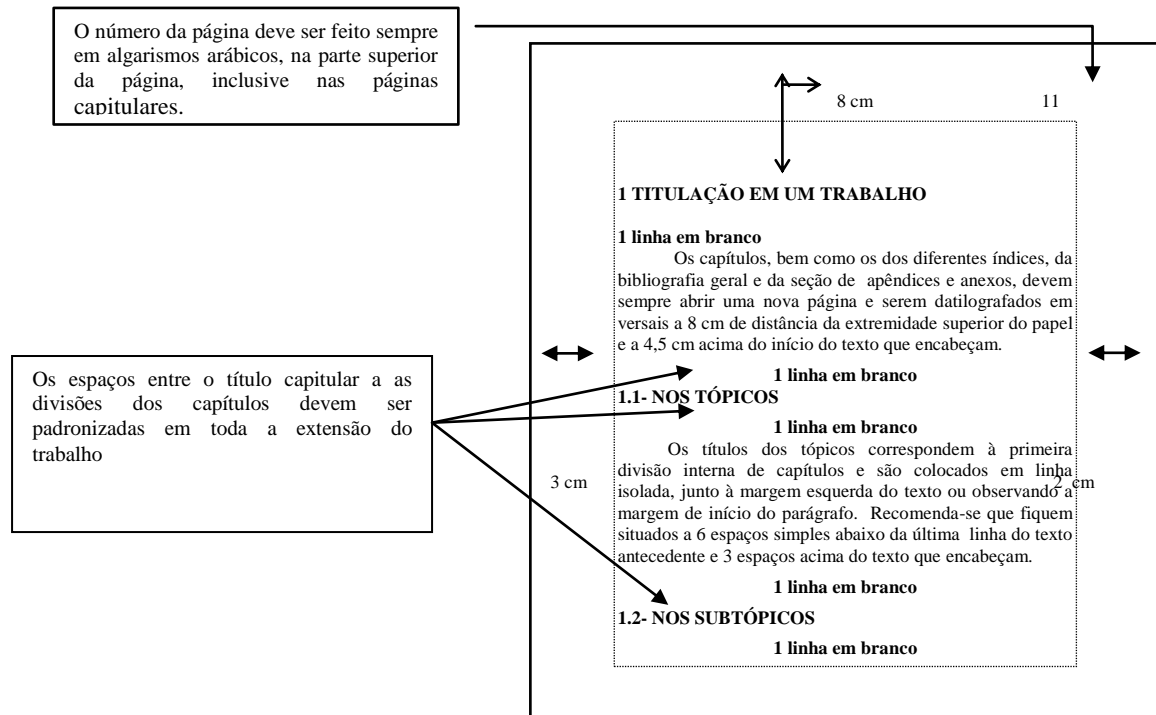 O número da página deve ser feito sempre
em algarismos arábicos, na parte superior
da página, inclusive nas páginas
capitulares.
8 cm
11
1 TITULAÇÃO EM UM TRABALHO
1 linha em branco
Os capítulos, bem como os dos diferentes índices, da
bibliografia geral e da seção de apêndices e anexos, devem
sempre abrir uma nova página e serem datilografados em
versais a 8 cm de distância da extremidade superior do papel
e a 4,5 cm acima do início do texto que encabeçam.
1 linha em branco
1.1- NOS TÓPICOS
1 linha em branco
Os títulos dos tópicos correspondem à primeira
divisão interna de capítulos e são colocados em linha
isolada, junto à margem esquerda do texto ou observando a
margem de início do parágrafo. Recomenda-se que fiquem
situados a 6 espaços simples abaixo da última linha do texto
antecedente e 3 espaços acima do texto que encabeçam.
1 linha em branco
1.2- NOS SUBTÓPICOS
1 linha em branco
Os espaços entre o título capitular a as
divisões dos capítulos devem ser
padronizadas em toda a extensão do
trabalho
3 cm
2 cm